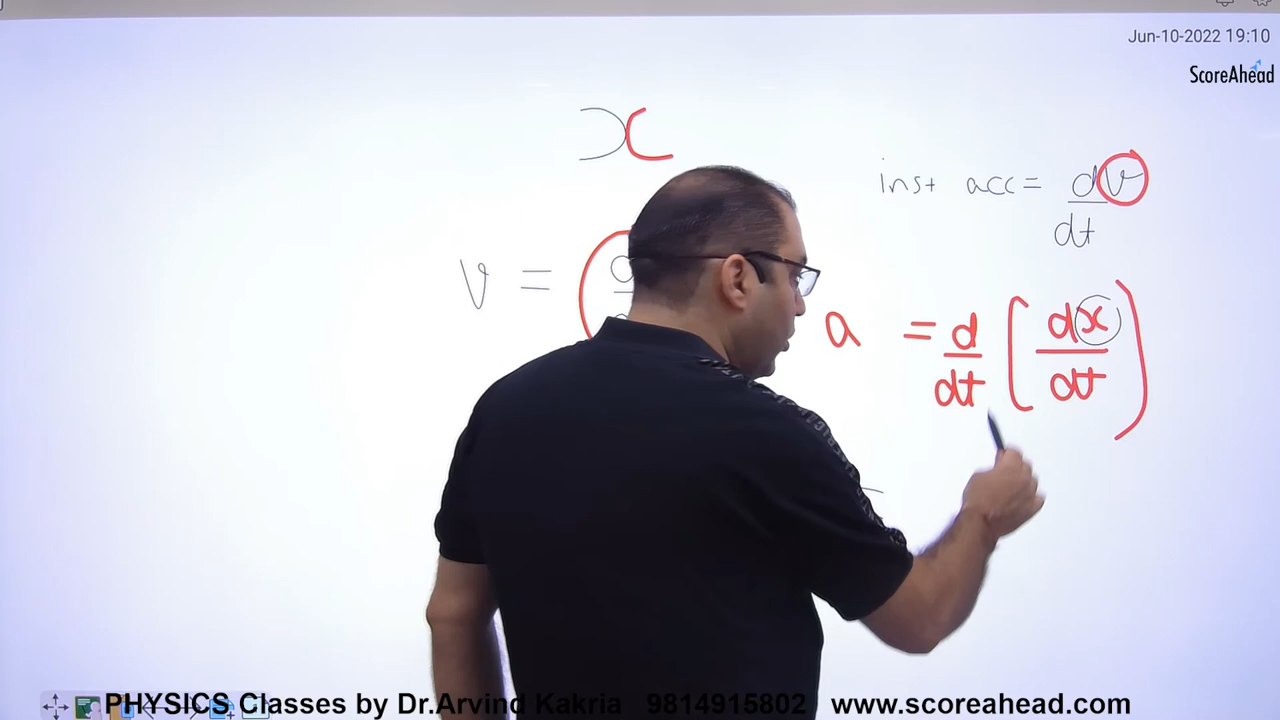 Jun-10-2022 19:10
ScoreAhead
x
inst acc = dv
dt
v =
a = d ( dx )
dt dt
PHYSICS Classes by Dr.Arvind Kakria 9814915802 www.scoreahead.com